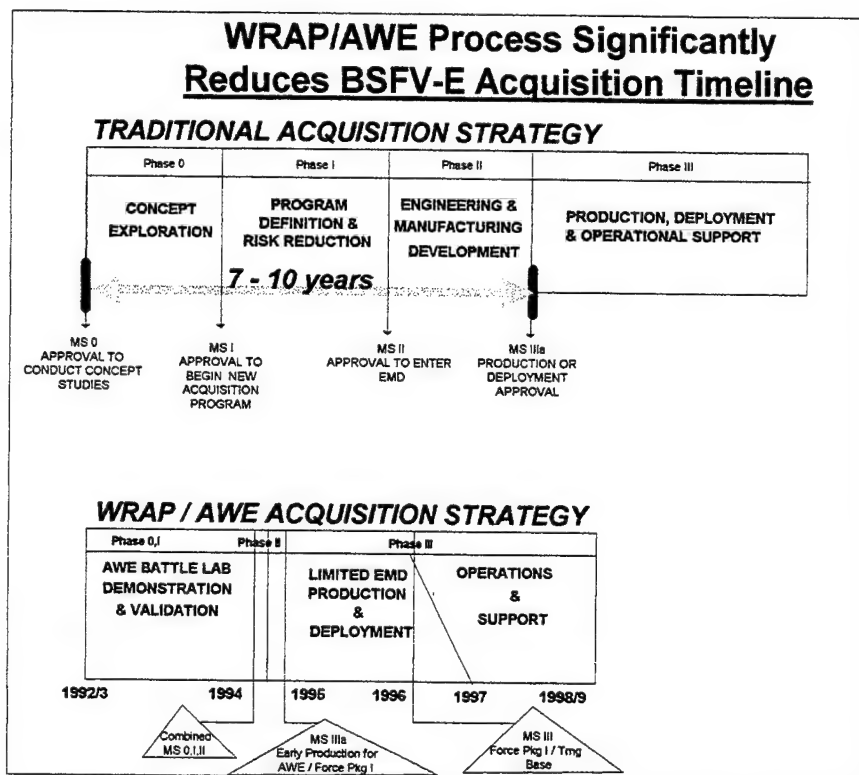 WRAP/AWE Process Significantly
Reduces BSFV-E Acquisition Timeline
TRADITIONAL ACQUISITION STRATEGY
Phase 0
Phase I
Phase II
Phase III
CONCEPT
EXPLORATION
PROGRAM
DEFINITION &
RISK REDUCTION
ENGINEERING &
MANUFACTURING
DEVELOPMENT
PRODUCTION, DEPLOYMENT
& OPERATIONAL SUPPORT
7 - 10 years
MS 0
APPROVAL TO
CONDUCT CONCEPT
STUDIES
MS I
APPROVAL TO
BEGIN NEW
ACQUISITION
PROGRAM
MS II
APPROVAL TO ENTER
EMD
MS IIIa
PRODUCTION OR
DEPLOYMENT
APPROVAL
WRAP / AWE ACQUISITION STRATEGY
Phase 0,I
Phase II
Phase III
AWE BATTLE LAB
DEMONSTRATION
& VALIDATION
LIMITED EMD
PRODUCTION
&
DEPLOYMENT
OPERATIONS
&
SUPPORT
1992/3
1994
1995
1996
1997
1998/9
Combined
MS 0,I,II
MS IIIa
Early Production for
AWE / Force Pkg I
MS III
Force Pkg I / Trng
Base